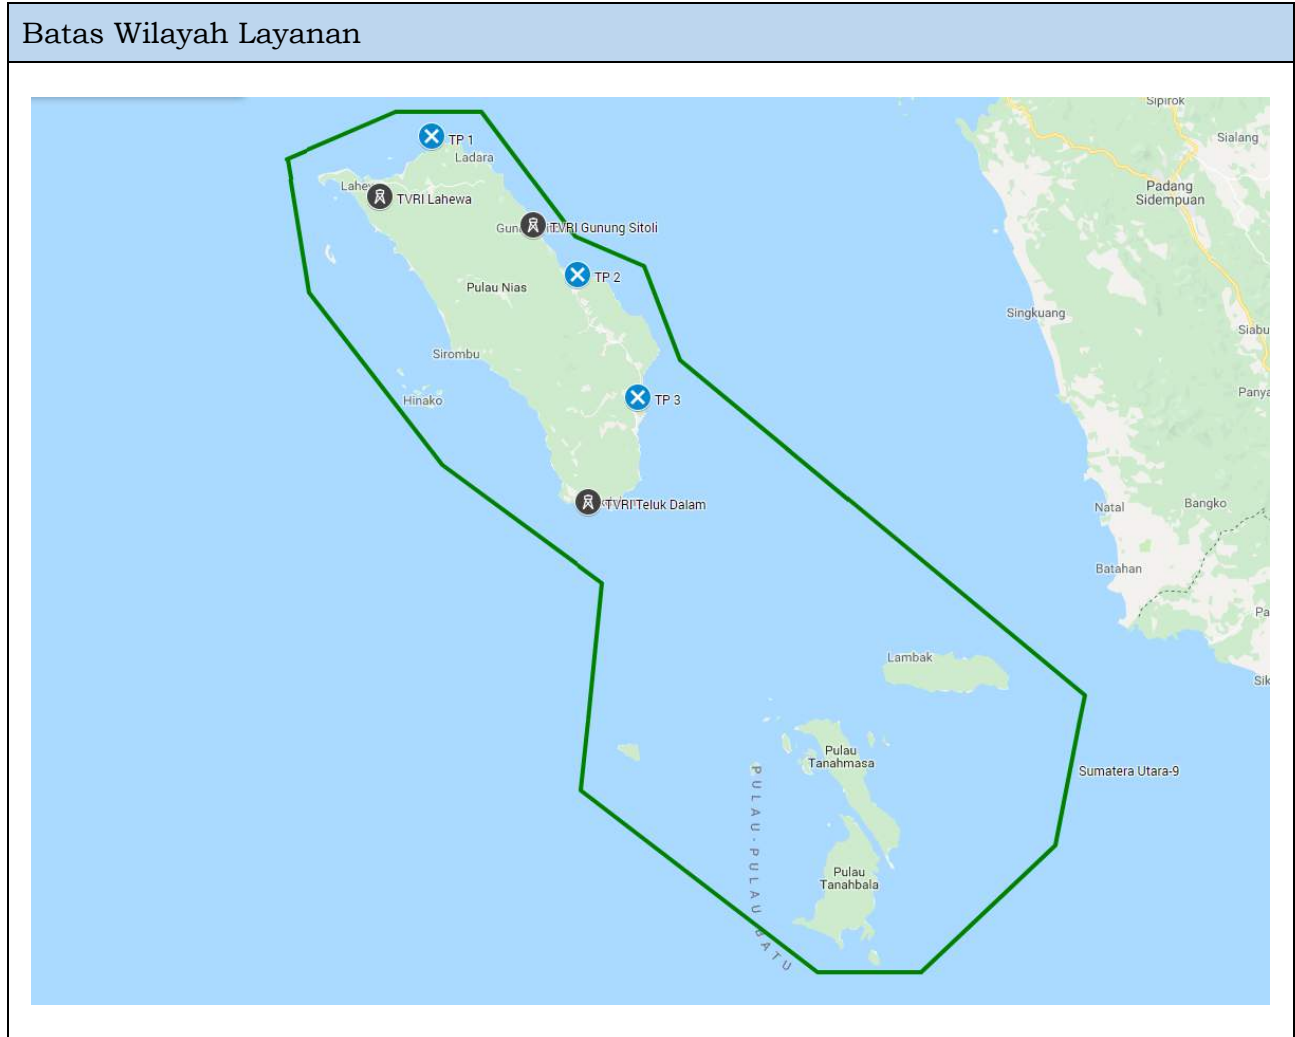 Batas Wilayah Layanan
Sipirok
Sialang
TP 1
Ladara
Padang
Sidempuan
TVRI Lahewa
TVRI Gunung Sitoli
TP 2
Pulau Nias
Singkuang
Sirombu
Hinako
TP 3
TVRI Teluk Dalam
Natal
Bangko
Batahan
Lambak
Pulau
Tanahmasa
Sumatera Utara-9
PULAU-PULAU BATU
Pulau
Tanahbala